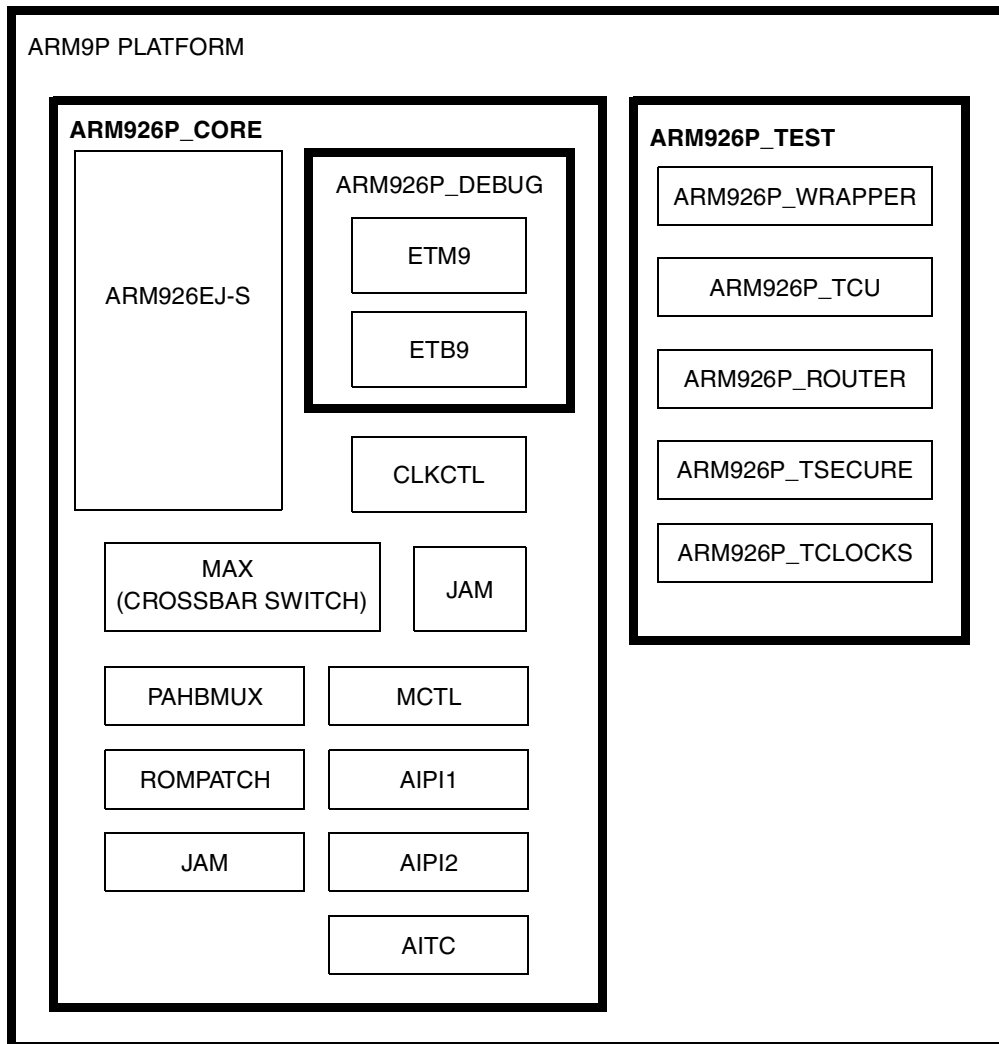 ARM9P PLATFORM
ARM926P_CORE
ARM926EJ-S
ARM926P_DEBUG
ETM9
ETB9
CLKCTL
MAX
(CROSSBAR SWITCH)
JAM
PAHBMUX
MCTL
ROMPATCH
AIPI1
JAM
AIPI2
AITC
ARM926P_TEST
ARM926P_WRAPPER
ARM926P_TCU
ARM926P_ROUTER
ARM926P_TSECURE
ARM926P_TCLOCKS